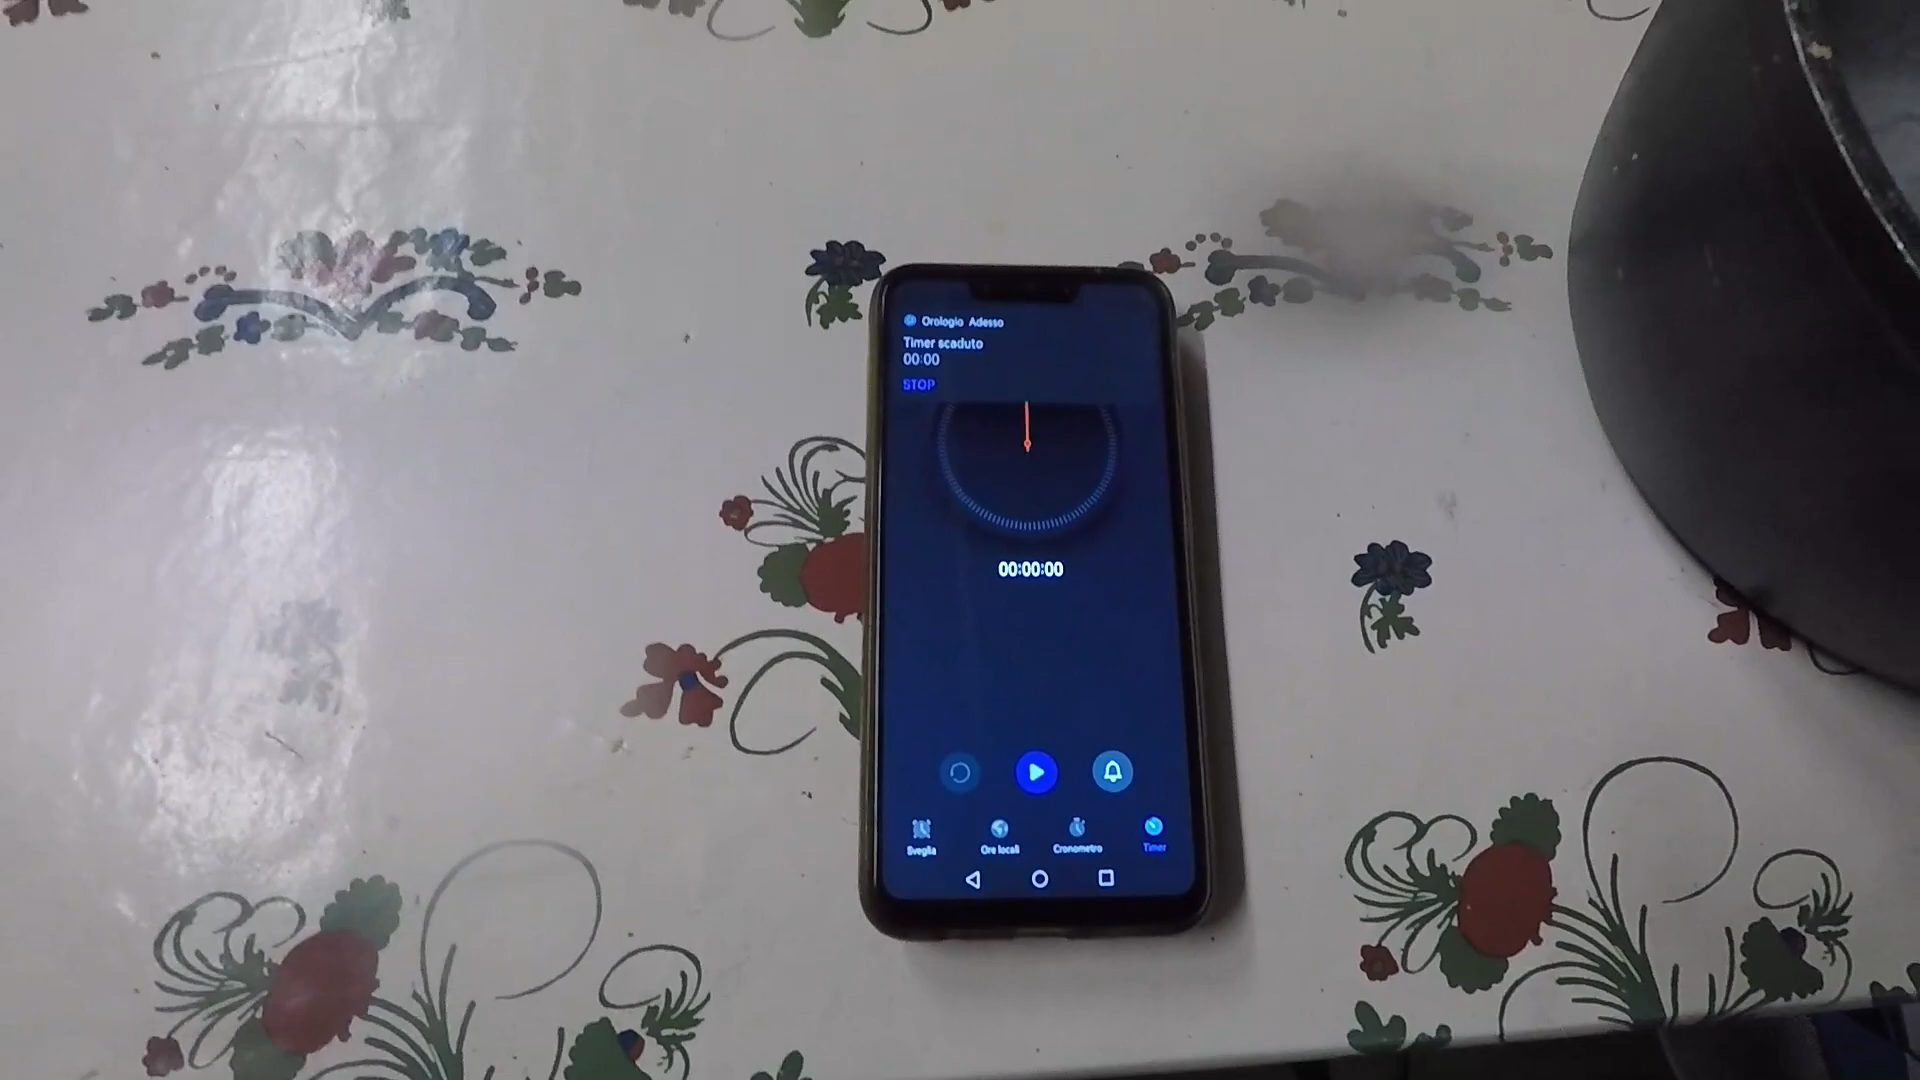 Orologio Adesso
Timer scaduto
00:00
STOP
00:00:00
Sveglia Ore locali Cronometro Timer